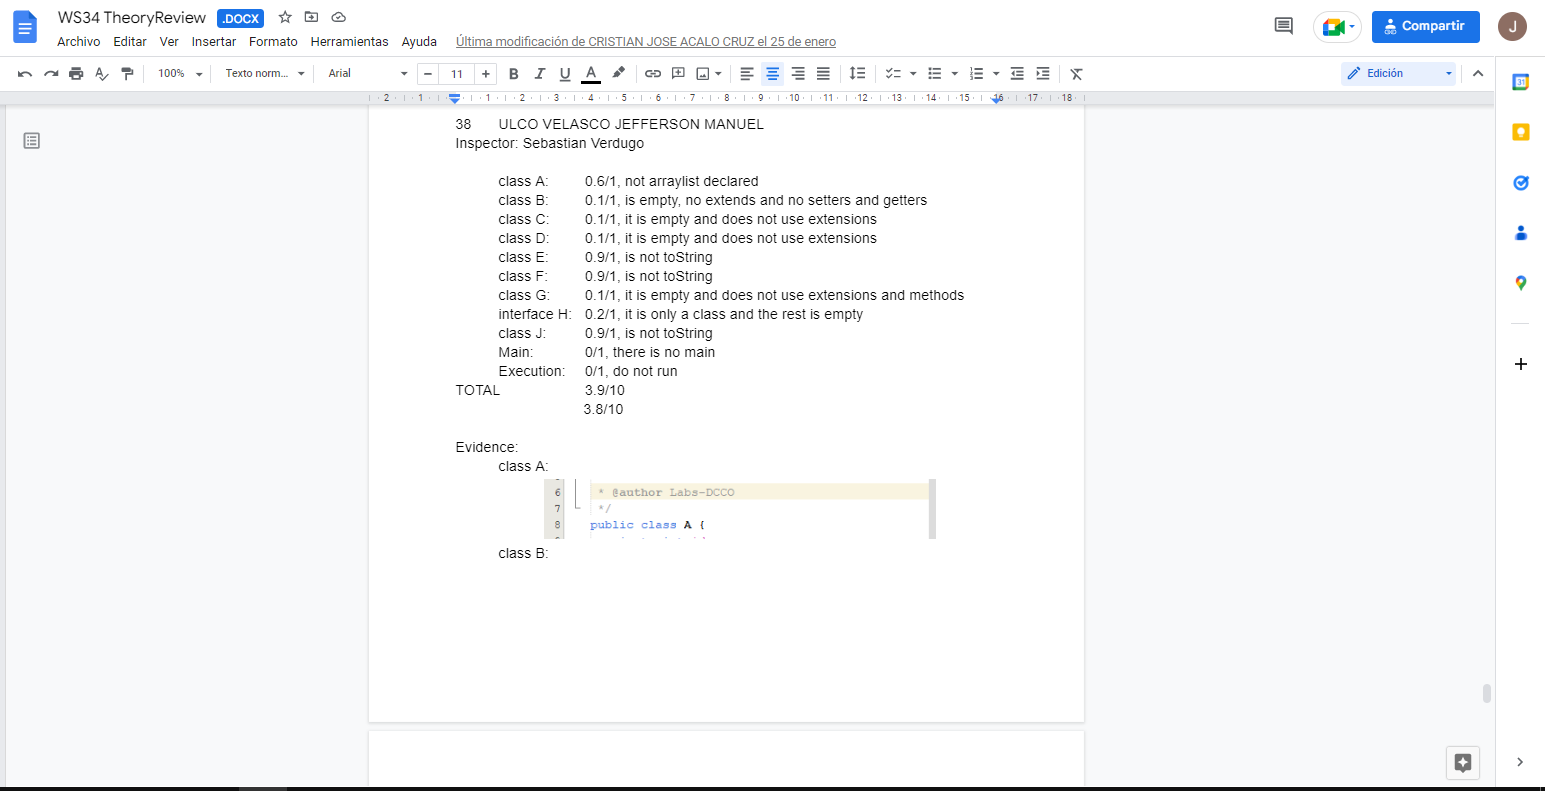 WS34 TheoryReview .DOCX
Archivo Editar Ver Insertar Formato Herramientas Ayuda Última modificación de CRISTIAN JOSE ACALO CRUZ el 25 de enero
Compartir
J
100% Texto norm... Arial 11 B I U A Edición
2 1 1 2 3 4 5 6 7 8 9 10 11 12 13 14 15 16 17 18
31
38 ULCO VELASCO JEFFERSON MANUEL
Inspector: Sebastian Verdugo
class A: 0.6/1, not arraylist declared
class B: 0.1/1, is empty, no extends and no setters and getters
class C: 0.1/1, it is empty and does not use extensions
class D: 0.1/1, it is empty and does not use extensions
class E: 0.9/1, is not toString
class F: 0.9/1, is not toString
class G: 0.1/1, it is empty and does not use extensions and methods
interface H: 0.2/1, it is only a class and the rest is empty
class J: 0.9/1, is not toString
Main: 0/1, there is no main
Execution: 0/1, do not run
TOTAL 3.9/10
3.8/10
Evidence:
class A:
6 * @author Labs-DCCO
7 */
8 public class A {
class B: